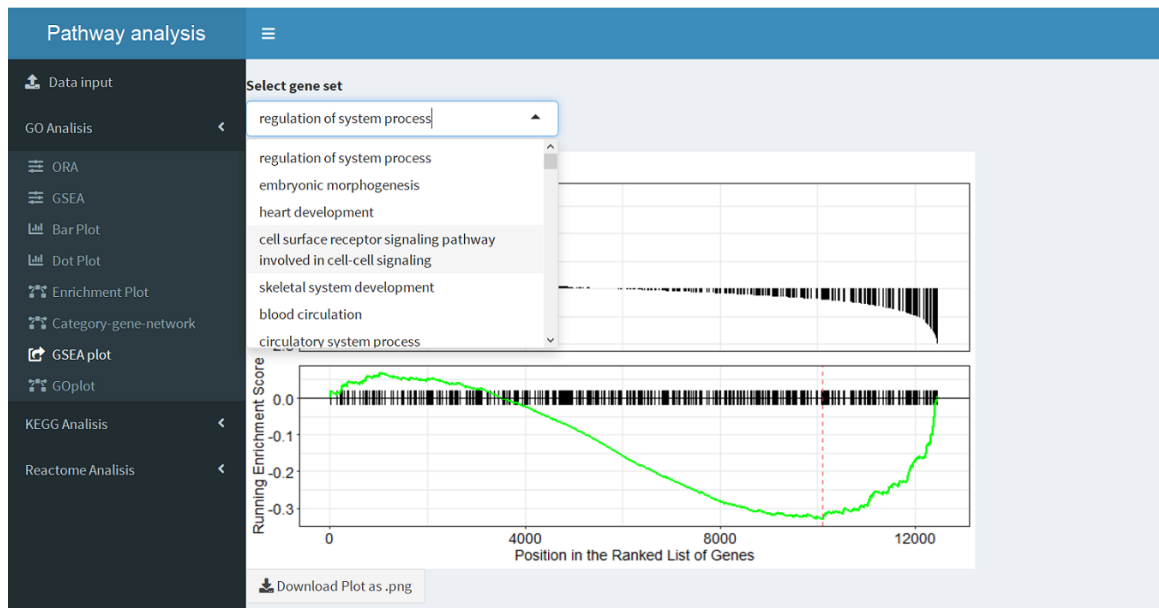 Pathway analysis
Data input
GO Analisis
ORA
GSEA
Bar Plot
Dot Plot
Enrichment Plot
Category-gene-network
GSEA plot
GOplot
KEGG Analisis
Reactome Analisis
Select gene set
regulation of system process
regulation of system process
embryonic morphogenesis
heart development
cell surface receptor signaling pathway
involved in cell-cell signaling
skeletal system development
blood circulation
circulatory system process
Running Enrichment Score
0.0
-0.1
-0.2
-0.3
0
4000
8000
12000
Position in the Ranked List of Genes
Download Plot as .png